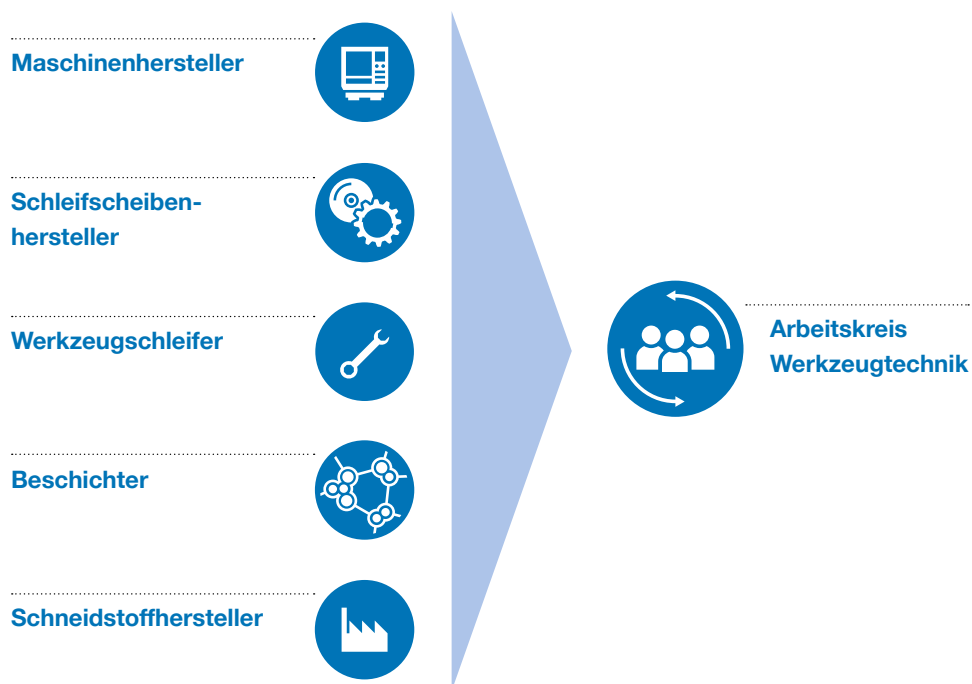 Maschinenhersteller
Schleifscheiben-
hersteller
Werkzeugschleifer
Beschichter
Schneidstoffhersteller
Arbeitskreis
Werkzeugtechnik